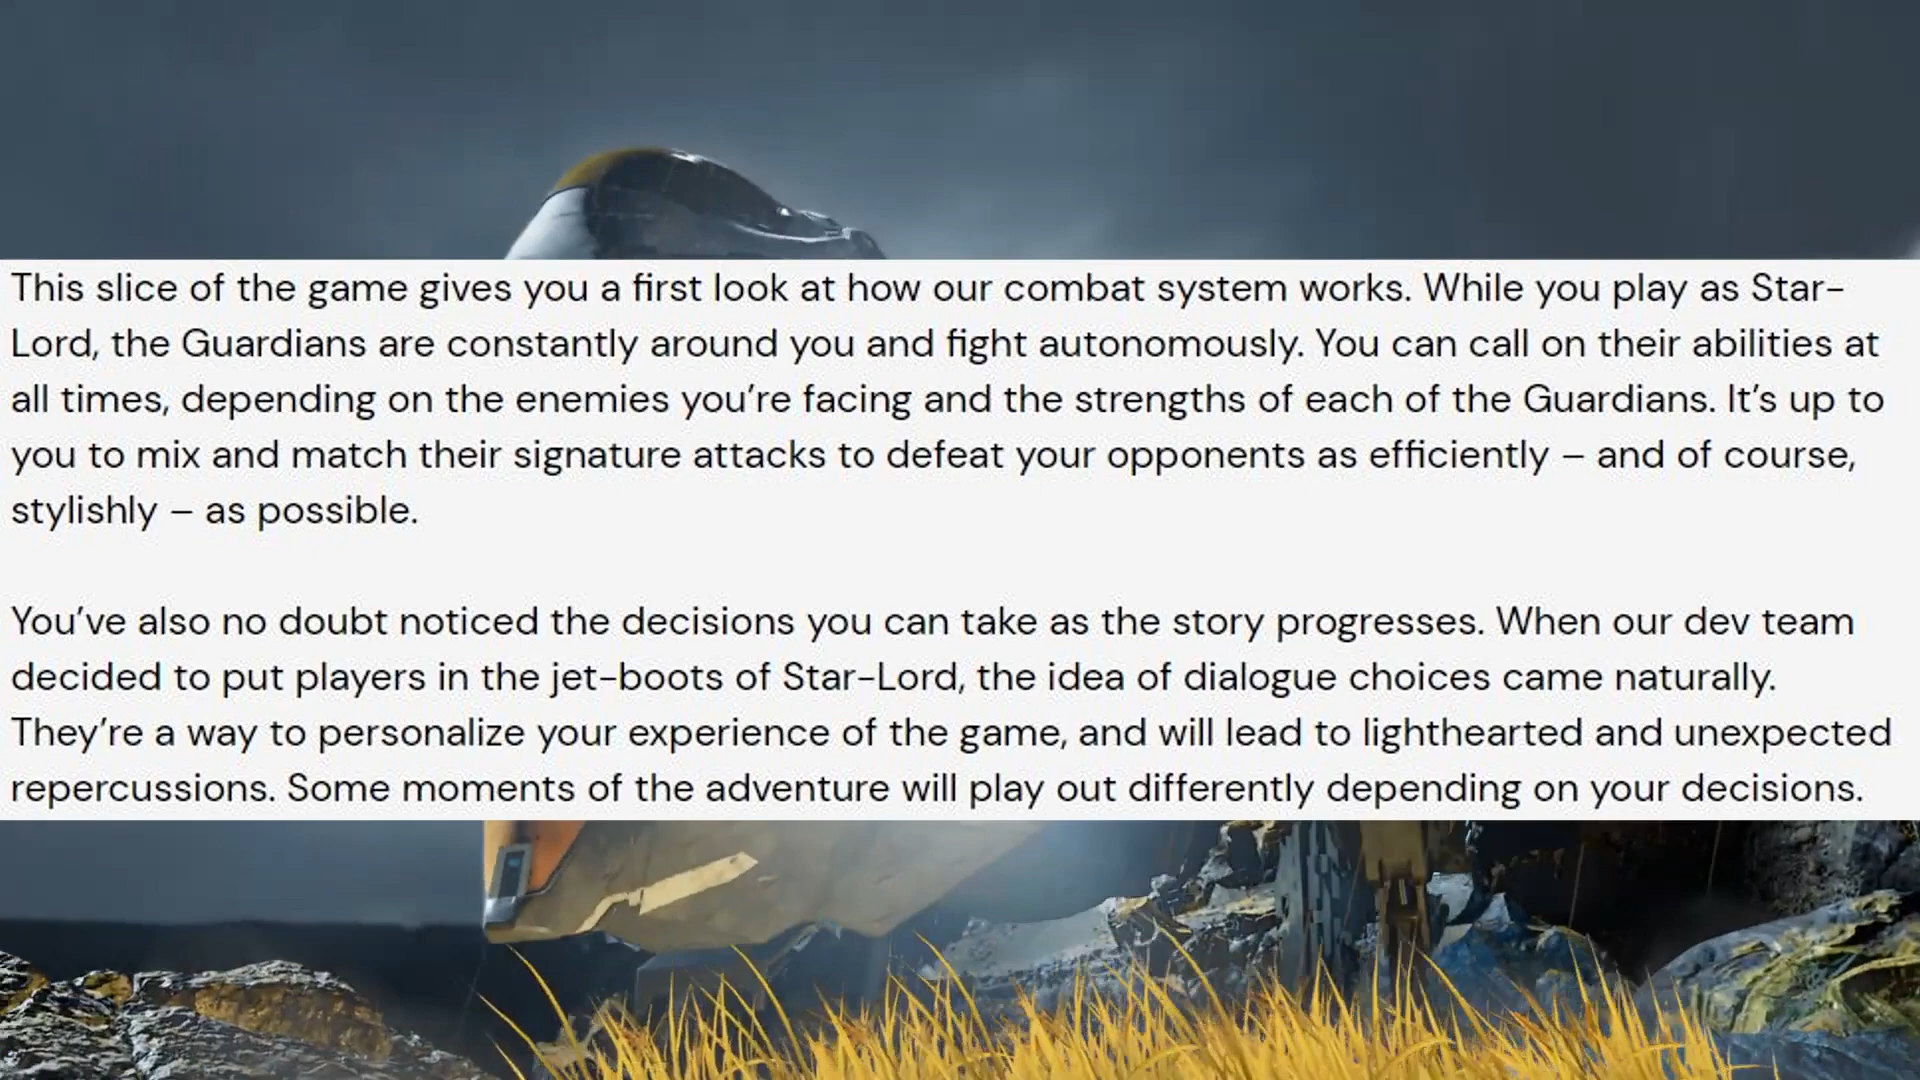 This slice of the game gives you a first look at how our combat system works. While you play as Star-
Lord, the Guardians are constantly around you and fight autonomously. You can call on their abilities at
all times, depending on the enemies you’re facing and the strengths of each of the Guardians. It’s up to
you to mix and match their signature attacks to defeat your opponents as efficiently – and of course,
stylishly – as possible.
You’ve also no doubt noticed the decisions you can take as the story progresses. When our dev team
decided to put players in the jet-boots of Star-Lord, the idea of dialogue choices came naturally.
They’re a way to personalize your experience of the game, and will lead to lighthearted and unexpected
repercussions. Some moments of the adventure will play out differently depending on your decisions.